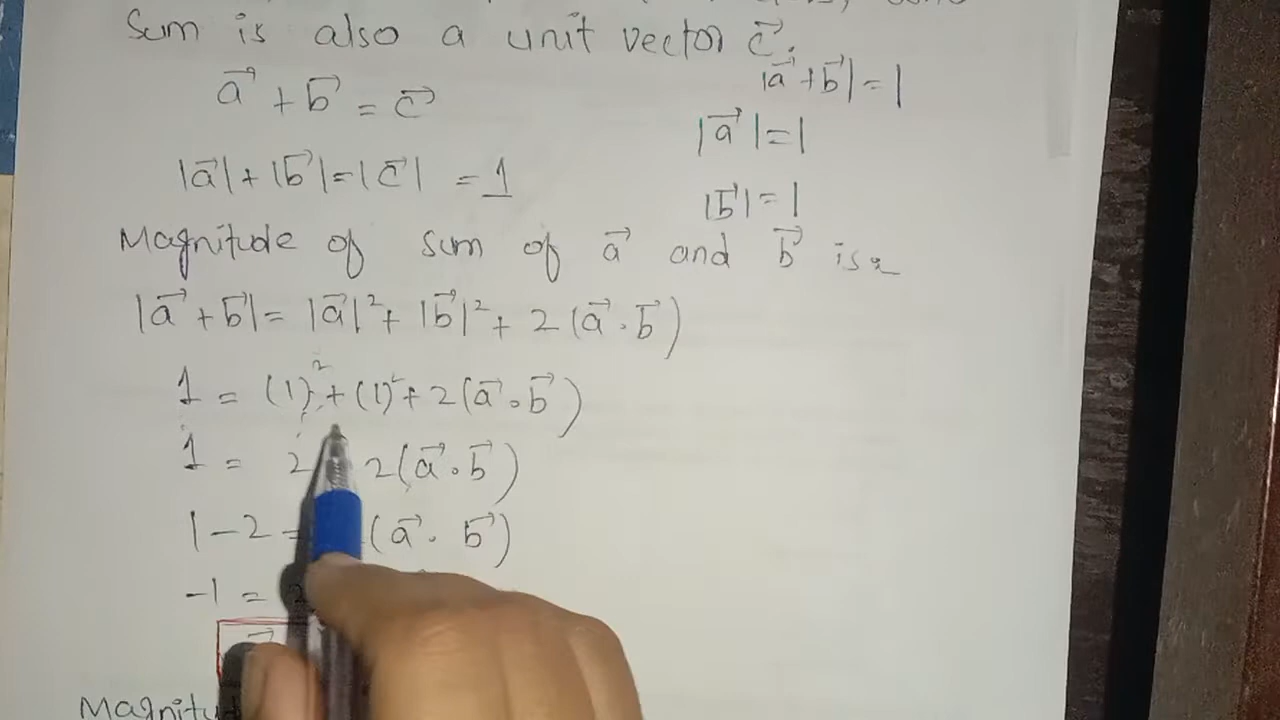 Sum is also a unit vector c⃗.
a⃗ + b⃗ = c⃗
|a⃗ + b⃗| = 1
|a⃗| = 1
|a⃗| + |b⃗| = |c⃗| = 1
|b⃗| = 1
Magnitude of sum of a⃗ and b⃗ is
|a⃗ + b⃗| = |a⃗|² + |b⃗|² + 2(a⃗ . b⃗)
1 = (1)² + (1)² + 2(a⃗ . b⃗)
1 = 2 2(a⃗ . b⃗)
1 - 2 = (a⃗ . b⃗)
-1 = 2